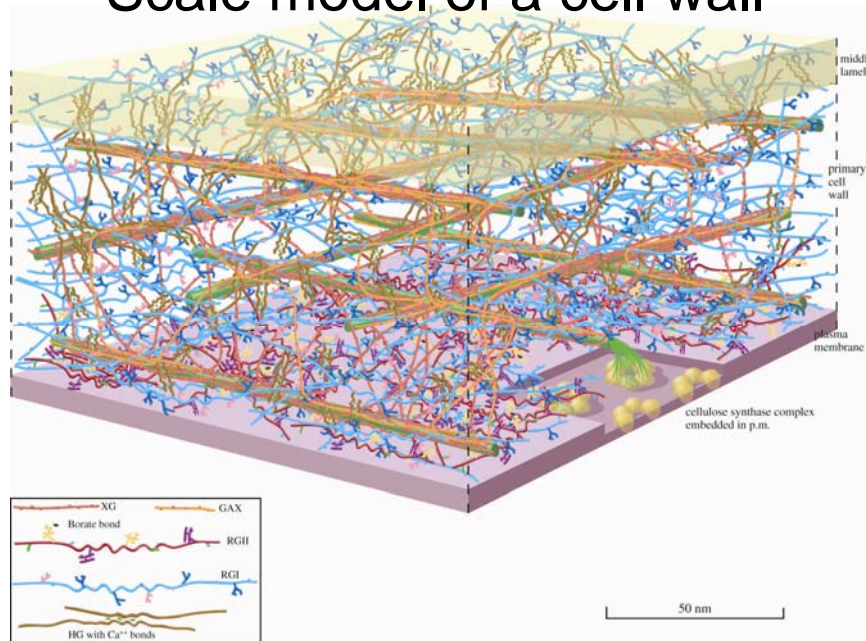 Scale model of a cell wall
middl
lamel
primary
cell
wall
plasma
membrane
cellulose synthase complex
embedded in p.m.
XG
GAX
Borate bond
RGII
RGI
HG with Ca++ bonds
50 nm